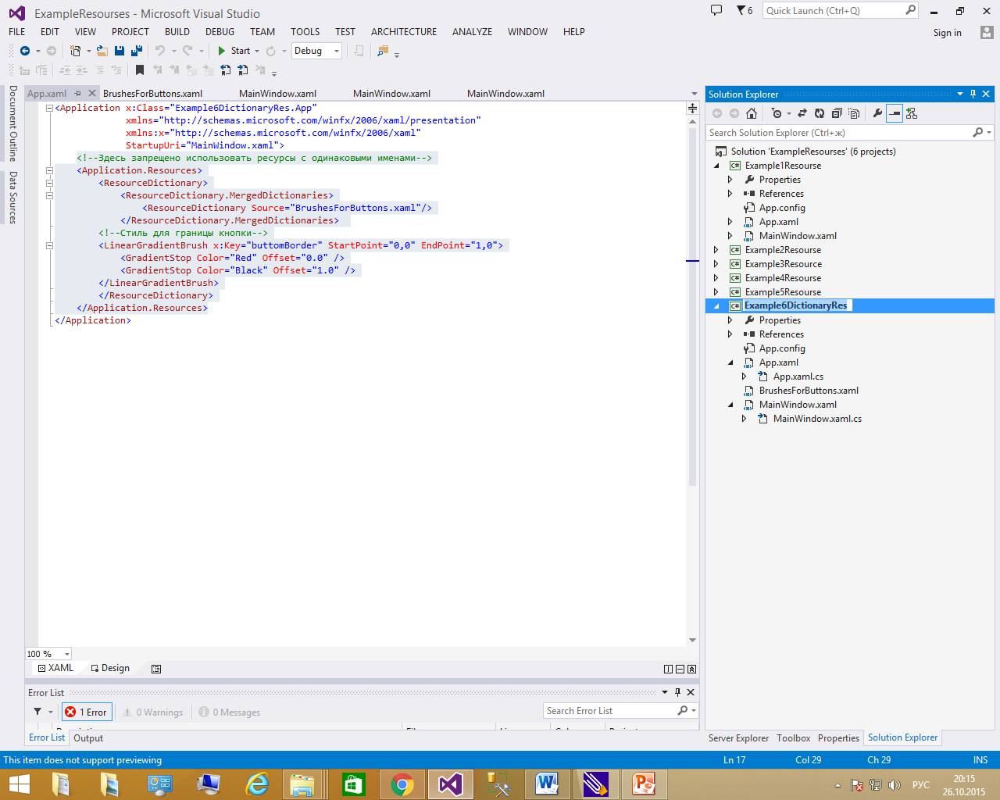 ExampleResourses - Microsoft Visual Studio
6
Quick Launch (Ctrl+Q)
FILE EDIT VIEW PROJECT BUILD DEBUG TEAM TOOLS TEST ARCHITECTURE ANALYZE WINDOW HELP
Sign in
Start Debug
Document Outline
Data Sources
App.xaml BrushesForButtons.xaml MainWindow.xaml MainWindow.xaml MainWindow.xaml
<Application x:Class="Example6DictionaryRes.App"
xmlns="http://schemas.microsoft.com/winfx/2006/xaml/presentation"
xmlns:x="http://schemas.microsoft.com/winfx/2006/xaml"
StartupUri="MainWindow.xaml">
<!--Здесь запрещено использовать ресурсы с одинаковыми именами-->
<Application.Resources>
<ResourceDictionary>
<ResourceDictionary.MergedDictionaries>
<ResourceDictionary Source="BrushesForButtons.xaml"/>
</ResourceDictionary.MergedDictionaries>
<!--Стиль для границы кнопки-->
<LinearGradientBrush x:Key="buttomBorder" StartPoint="0,0" EndPoint="1,0">
<GradientStop Color="Red" Offset="0.0" />
<GradientStop Color="Black" Offset="1.0" />
</LinearGradientBrush>
</ResourceDictionary>
</Application.Resources>
</Application>
100 %
XAML Design
Error List
1 Error 0 Warnings 0 Messages
Search Error List
Error List Output
Solution Explorer
Search Solution Explorer (Ctrl+ж)
Solution 'ExampleResourses' (6 projects)
C# Example1Resourse
Properties
References
App.config
App.xaml
MainWindow.xaml
C# Example2Resourse
C# Example3Resource
C# Example4Resourse
C# Example5Resourse
C# Example6DictionaryRes
Properties
References
App.config
App.xaml
App.xaml.cs
BrushesForButtons.xaml
MainWindow.xaml
MainWindow.xaml.cs
Server Explorer Toolbox Properties Solution Explorer
This item does not support previewing
Ln 17 Col 29 Ch 29 INS
РУС
20:15
26.10.2015